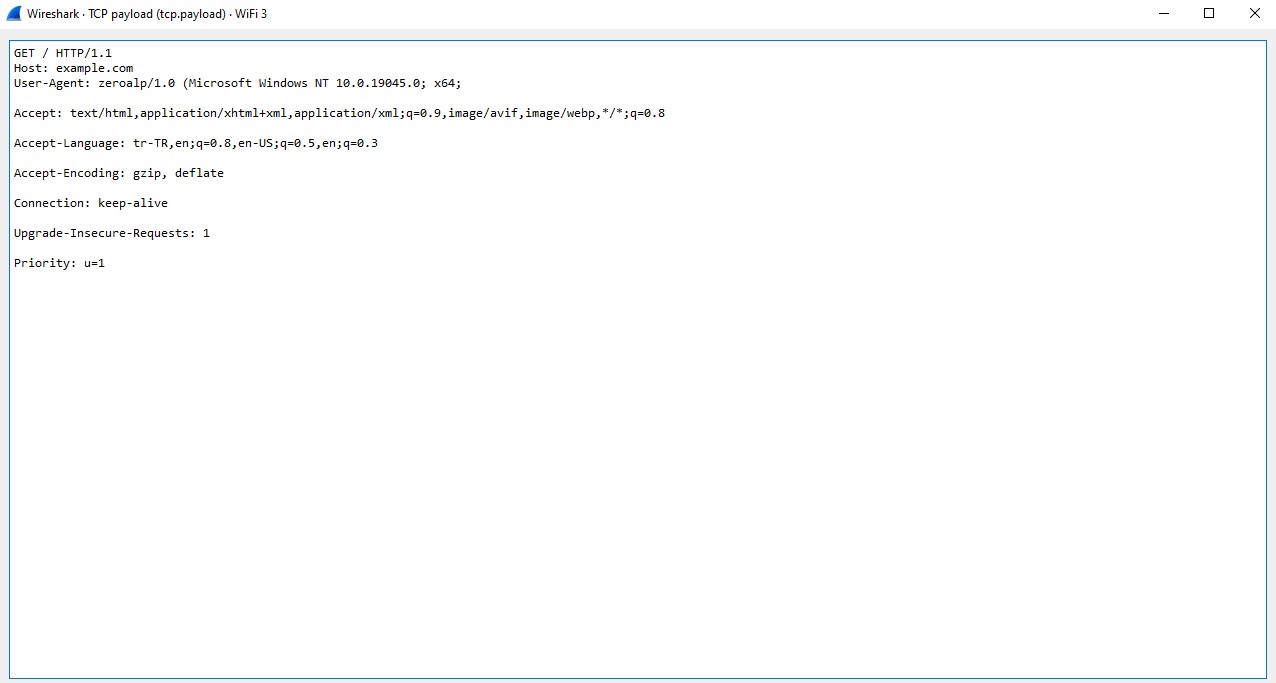 Wireshark · TCP payload (tcp.payload) · WiFi 3
GET / HTTP/1.1
Host: example.com
User-Agent: zeroalp/1.0 (Microsoft Windows NT 10.0.19045.0; x64;
Accept: text/html,application/xhtml+xml,application/xml;q=0.9,image/avif,image/webp,*/*;q=0.8
Accept-Language: tr-TR,en;q=0.8,en-US;q=0.5,en;q=0.3
Accept-Encoding: gzip, deflate
Connection: keep-alive
Upgrade-Insecure-Requests: 1
Priority: u=1